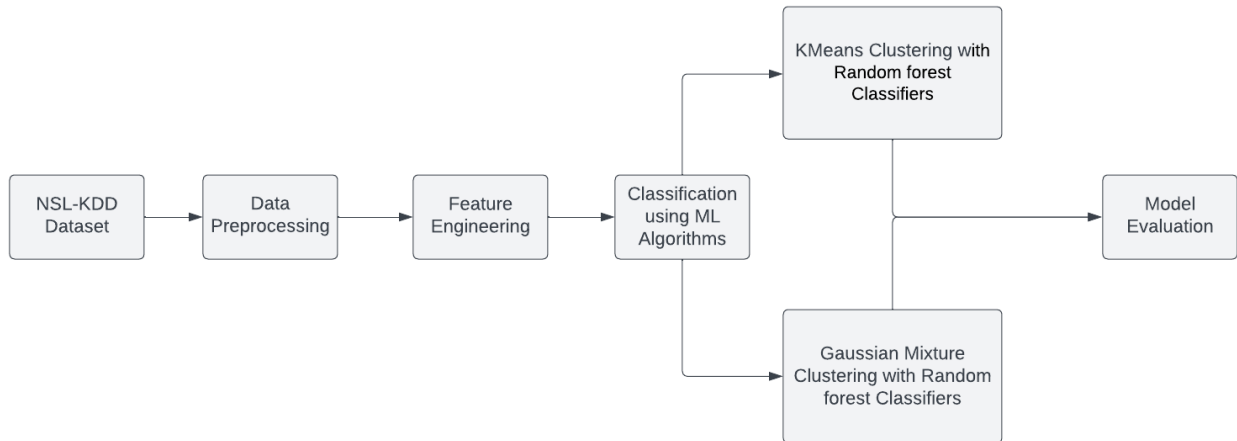 NSL-KDD
Dataset
Data
Preprocessing
Feature
Engineering
Classification
using ML
Algorithms
KMeans Clustering with
Random forest
Classifiers
Gaussian Mixture
Clustering with Random
forest Classifiers
Model
Evaluation